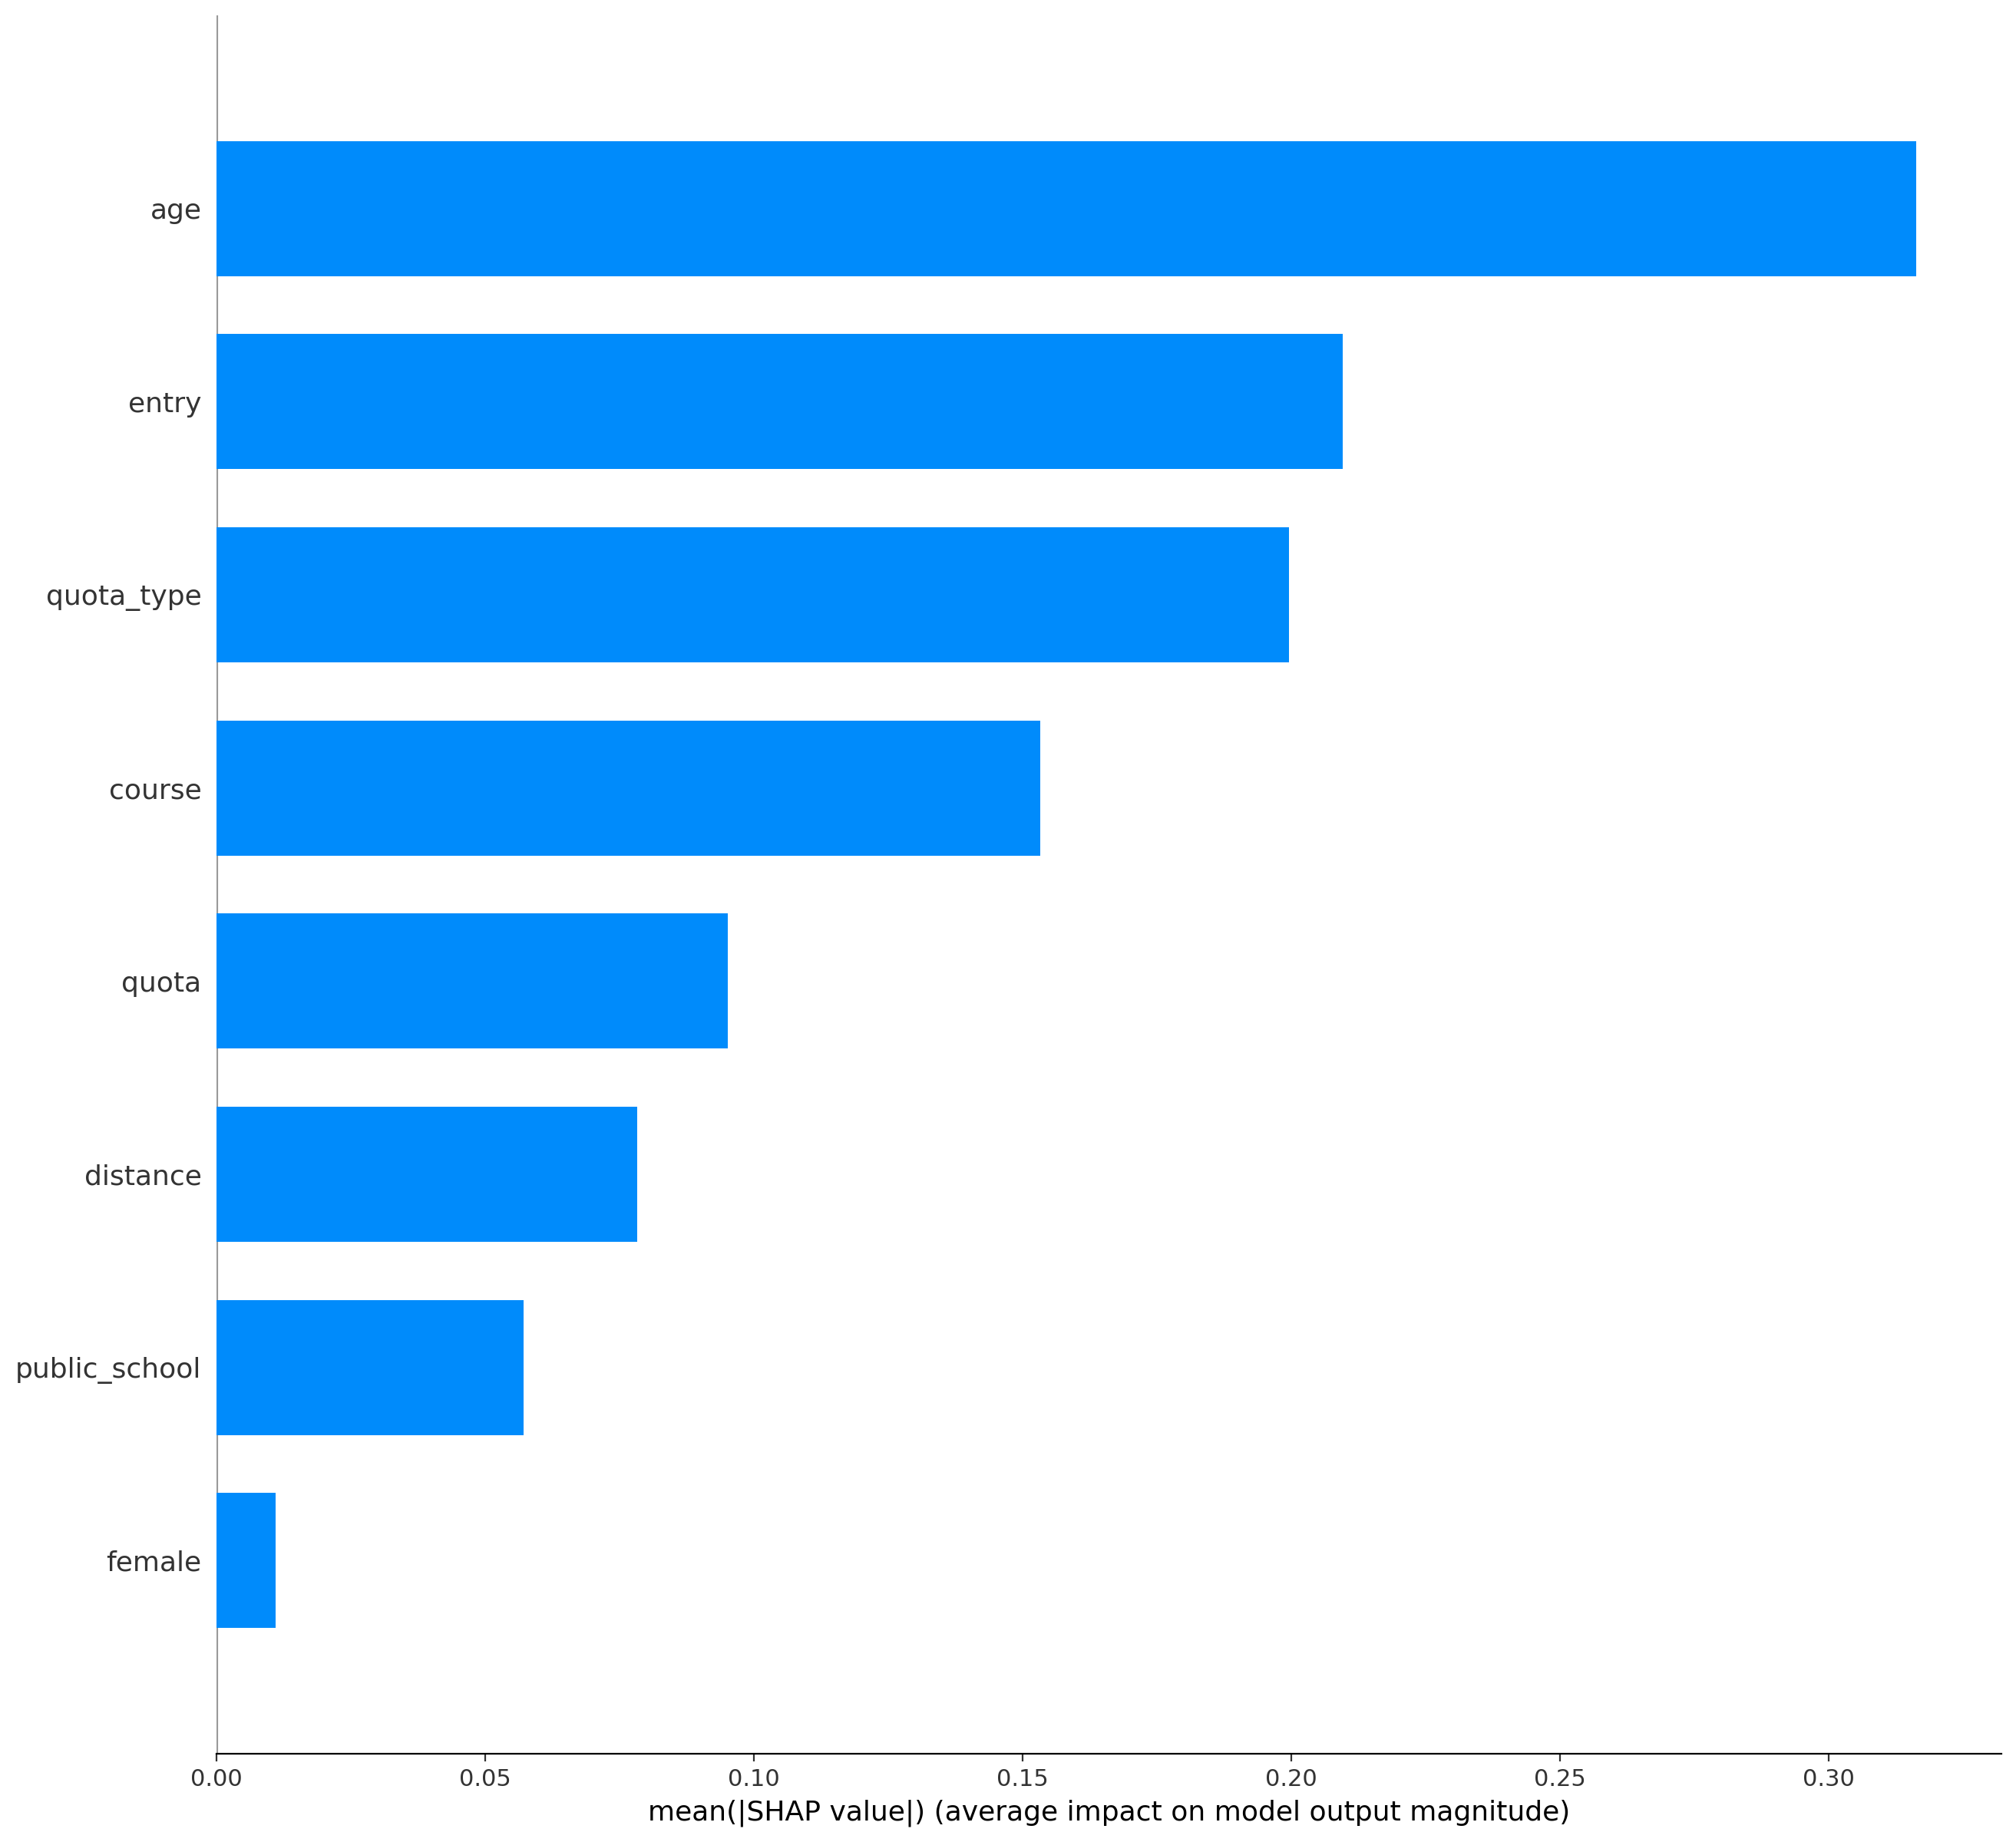 age
entry
quota_type
course
quota
distance
public_school
female
0.00 0.05 0.10 0.15 0.20 0.25 0.30
mean(|SHAP value|) (average impact on model output magnitude)